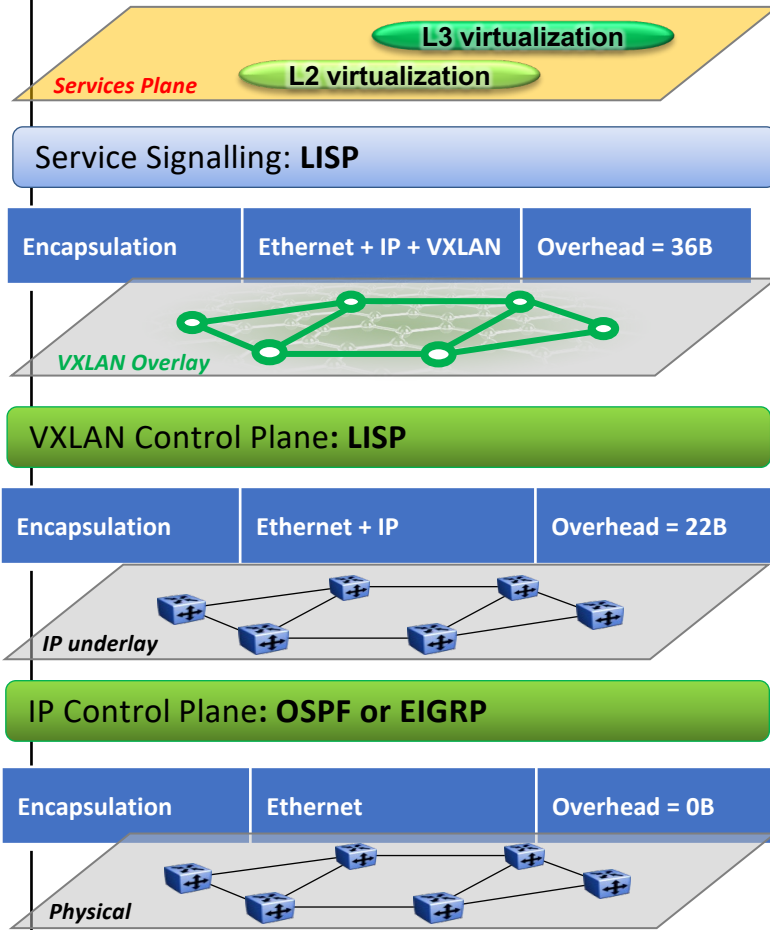 L3 virtualization
L2 virtualization
Services Plane
Service Signalling: LISP
Encapsulation Ethernet + IP + VXLAN Overhead = 36B
VXLAN Overlay
VXLAN Control Plane: LISP
Encapsulation Ethernet + IP Overhead = 22B
IP underlay
IP Control Plane: OSPF or EIGRP
Encapsulation Ethernet Overhead = 0B
Physical